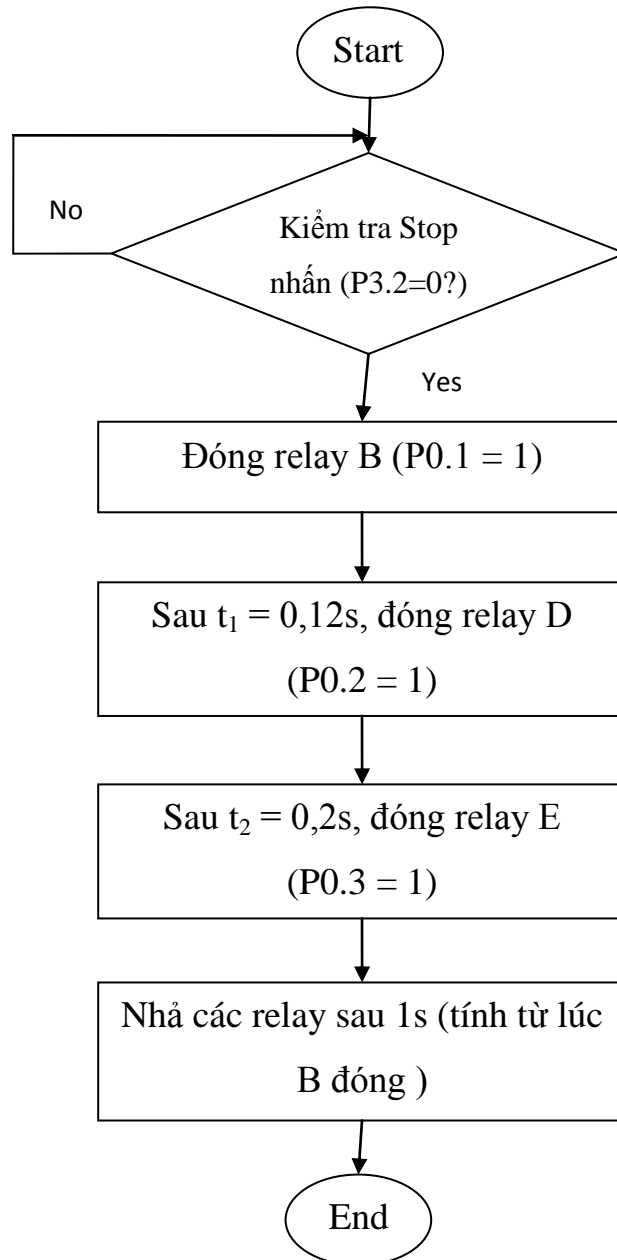 Start
No
Kiểm tra Stop
nhấn (P3.2=0?)
Yes
Đóng relay B (P0.1 = 1)
Sau t₁ = 0,12s, đóng relay D
(P0.2 = 1)
Sau t₂ = 0,2s, đóng relay E
(P0.3 = 1)
Nhả các relay sau 1s (tính từ lúc
B đóng )
End